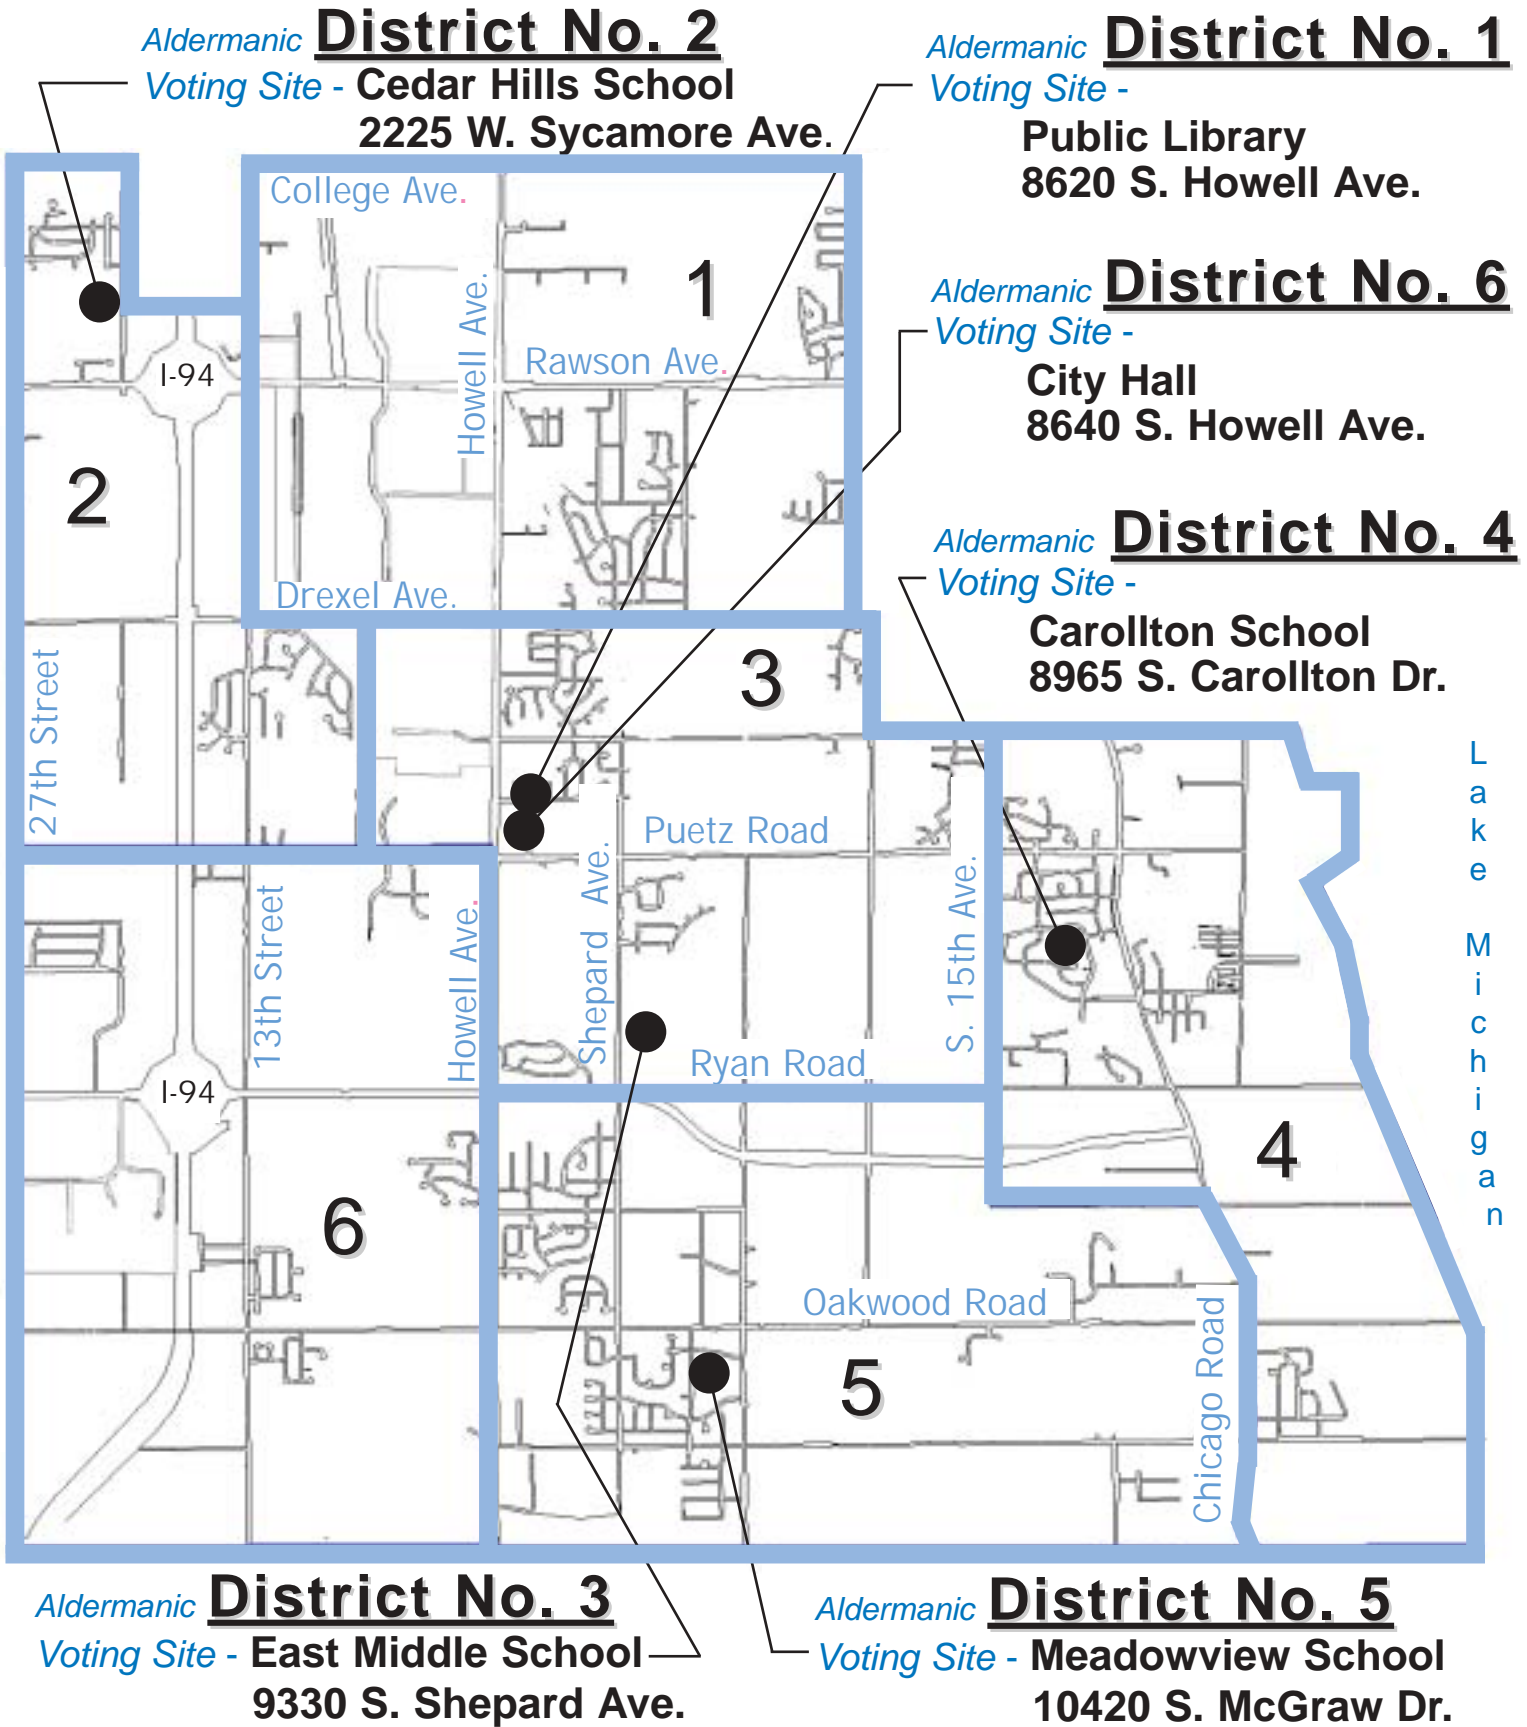 Aldermanic District No. 2
Voting Site - Cedar Hills School
2225 W. Sycamore Ave.
Aldermanic District No. 1
Voting Site -
Public Library
8620 S. Howell Ave.
Aldermanic District No. 6
Voting Site -
City Hall
8640 S. Howell Ave.
Aldermanic District No. 4
Voting Site -
Carollton School
8965 S. Carollton Dr.
College Ave.
1
Howell Ave.
Rawson Ave.
I-94
2
Drexel Ave.
27th Street
3
Puetz Road
Shepard Ave.
S. 15th Ave.
13th Street
Howell Ave.
Ryan Road
I-94
Lake Michigan
4
6
Oakwood Road
5
Chicago Road
Aldermanic District No. 3
Voting Site - East Middle School
9330 S. Shepard Ave.
Aldermanic District No. 5
Voting Site - Meadowview School
10420 S. McGraw Dr.